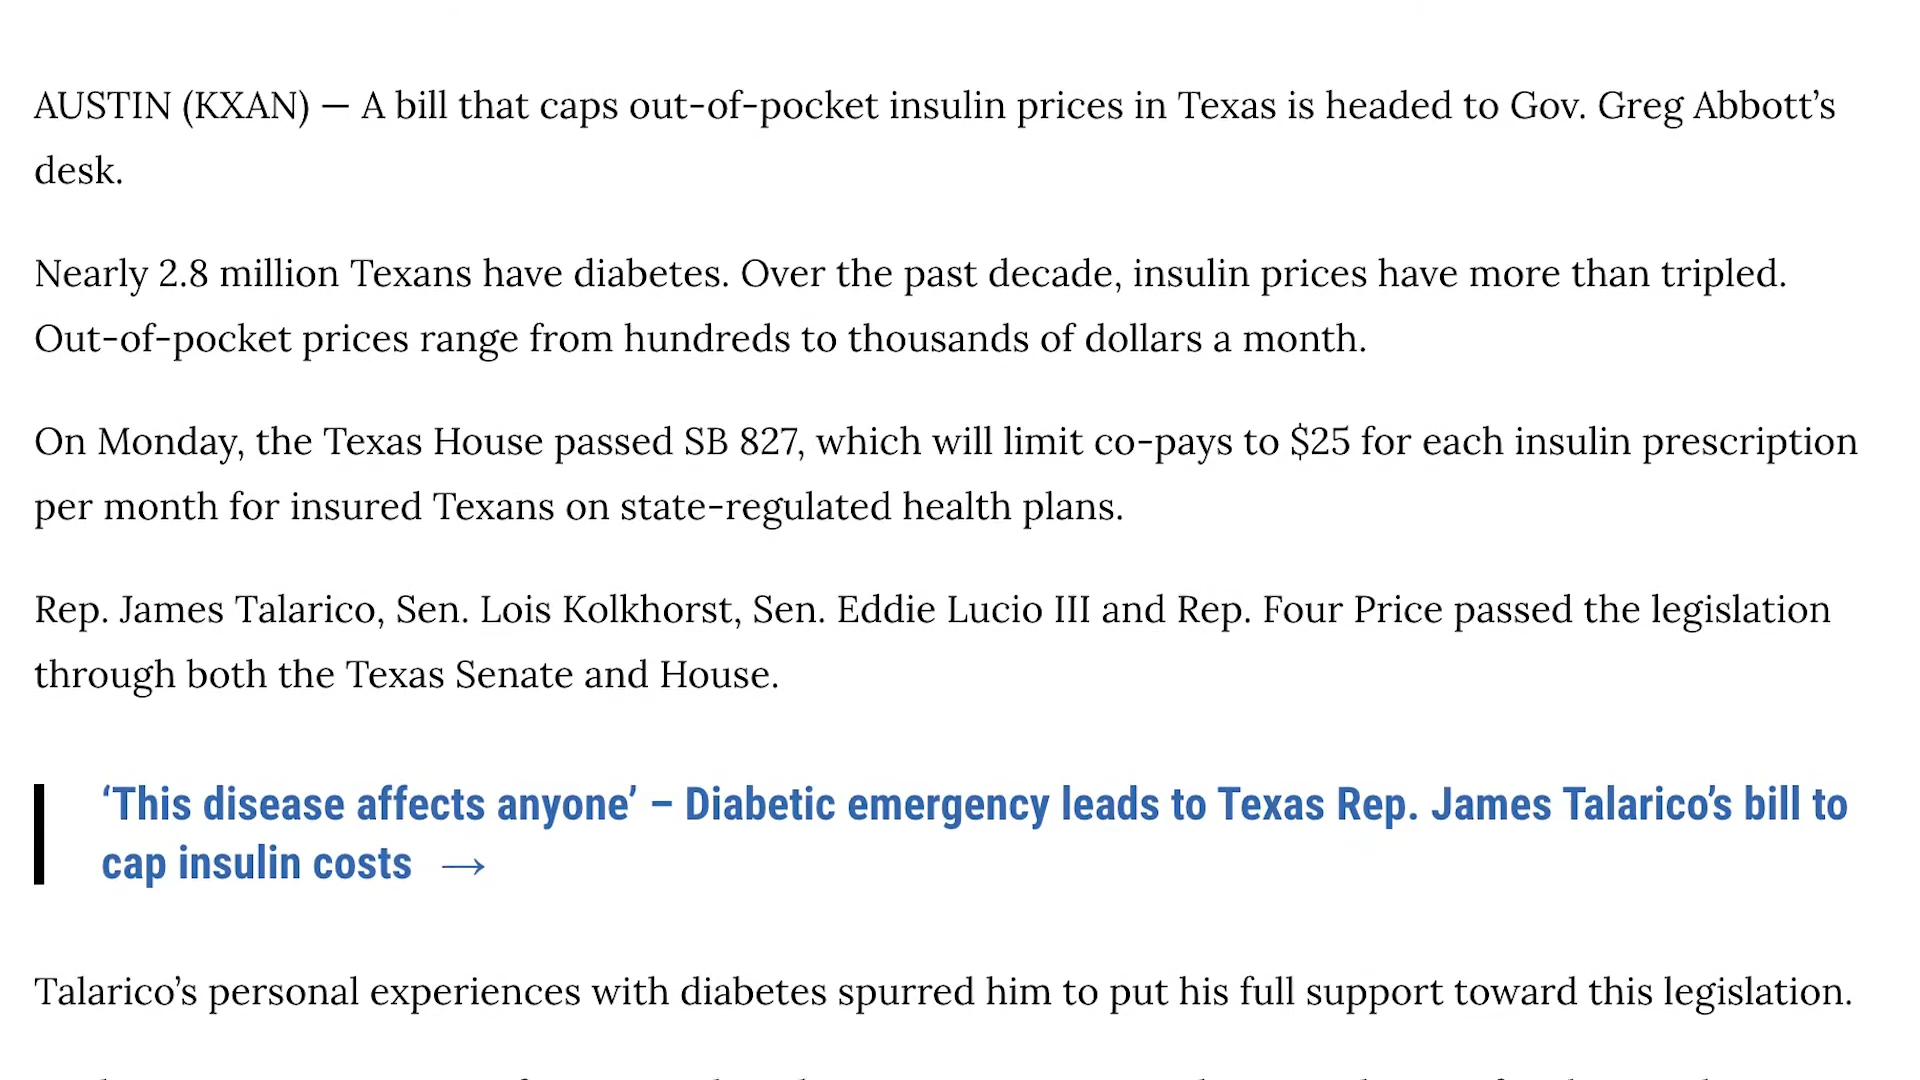 AUSTIN (KXAN) — A bill that caps out-of-pocket insulin prices in Texas is headed to Gov. Greg Abbott’s
desk.
Nearly 2.8 million Texans have diabetes. Over the past decade, insulin prices have more than tripled.
Out-of-pocket prices range from hundreds to thousands of dollars a month.
On Monday, the Texas House passed SB 827, which will limit co-pays to $25 for each insulin prescription
per month for insured Texans on state-regulated health plans.
Rep. James Talarico, Sen. Lois Kolkhorst, Sen. Eddie Lucio III and Rep. Four Price passed the legislation
through both the Texas Senate and House.
‘This disease affects anyone’ – Diabetic emergency leads to Texas Rep. James Talarico’s bill to
cap insulin costs →
Talarico’s personal experiences with diabetes spurred him to put his full support toward this legislation.